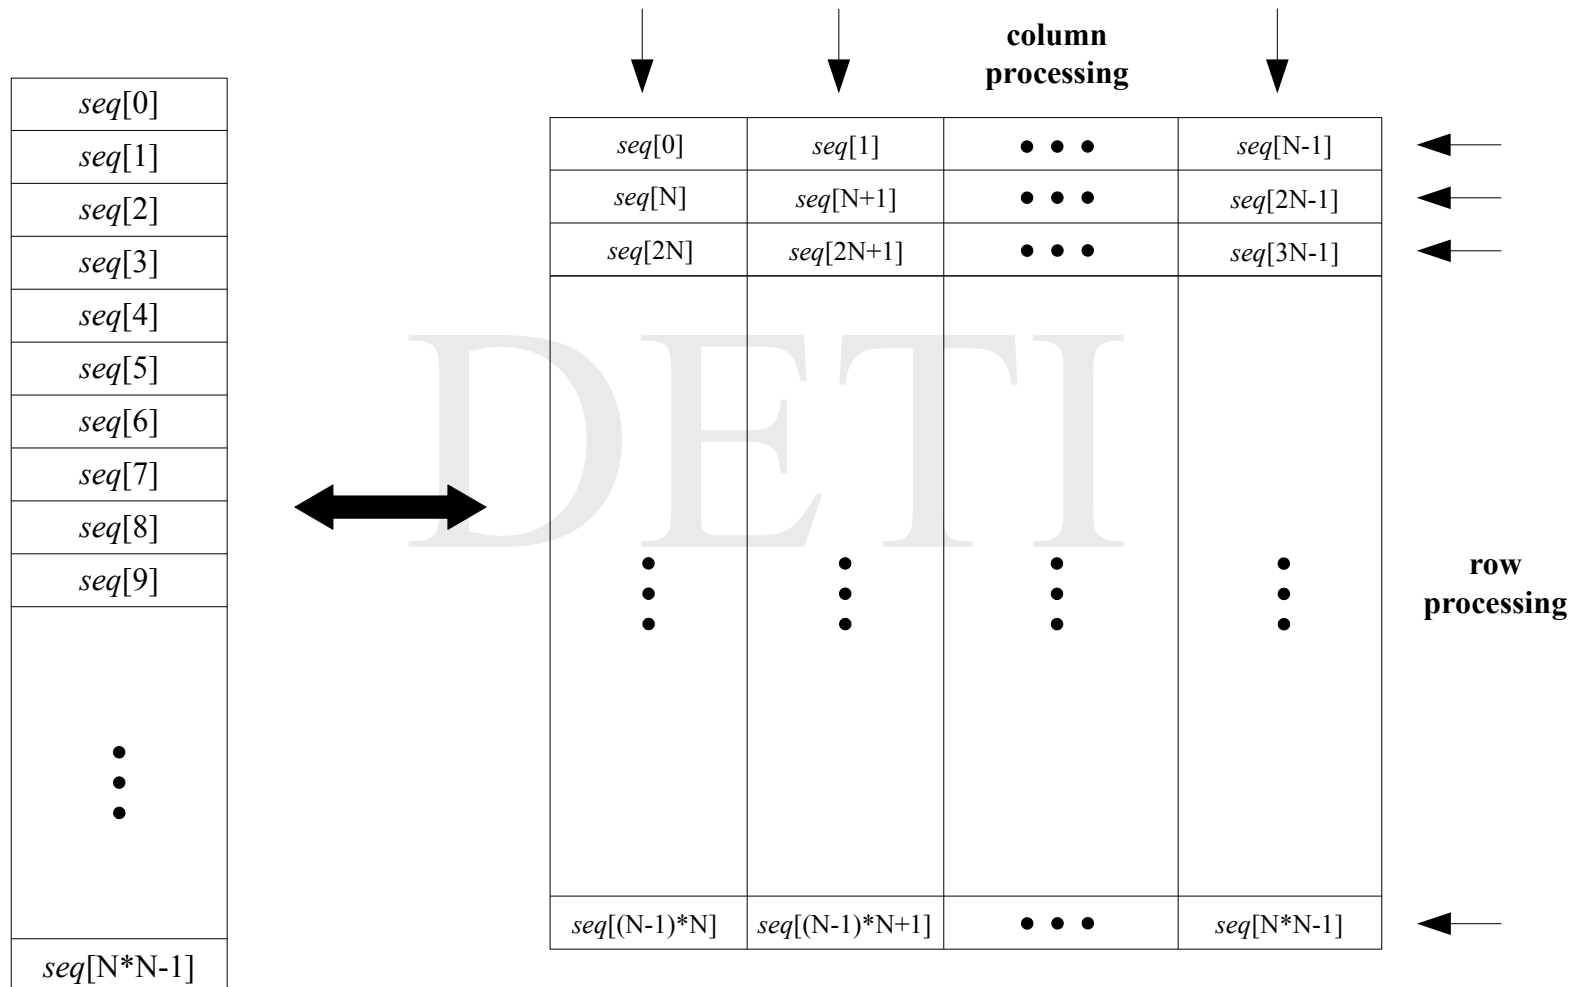 column
processing
seq[0]
seq[1]
seq[2]
seq[3]
seq[4]
seq[5]
seq[6]
seq[7]
seq[8]
seq[9]
seq[N*N-1]
seq[0] seq[1] • • • seq[N-1]
seq[N] seq[N+1] • • • seq[2N-1]
seq[2N] seq[2N+1] • • • seq[3N-1]
DETI
row
processing
seq[(N-1)*N] seq[(N-1)*N+1] • • • seq[N*N-1]